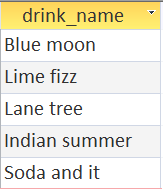 drink_name
Blue moon
Lime fizz
Lane tree
Indian summer
Soda and it